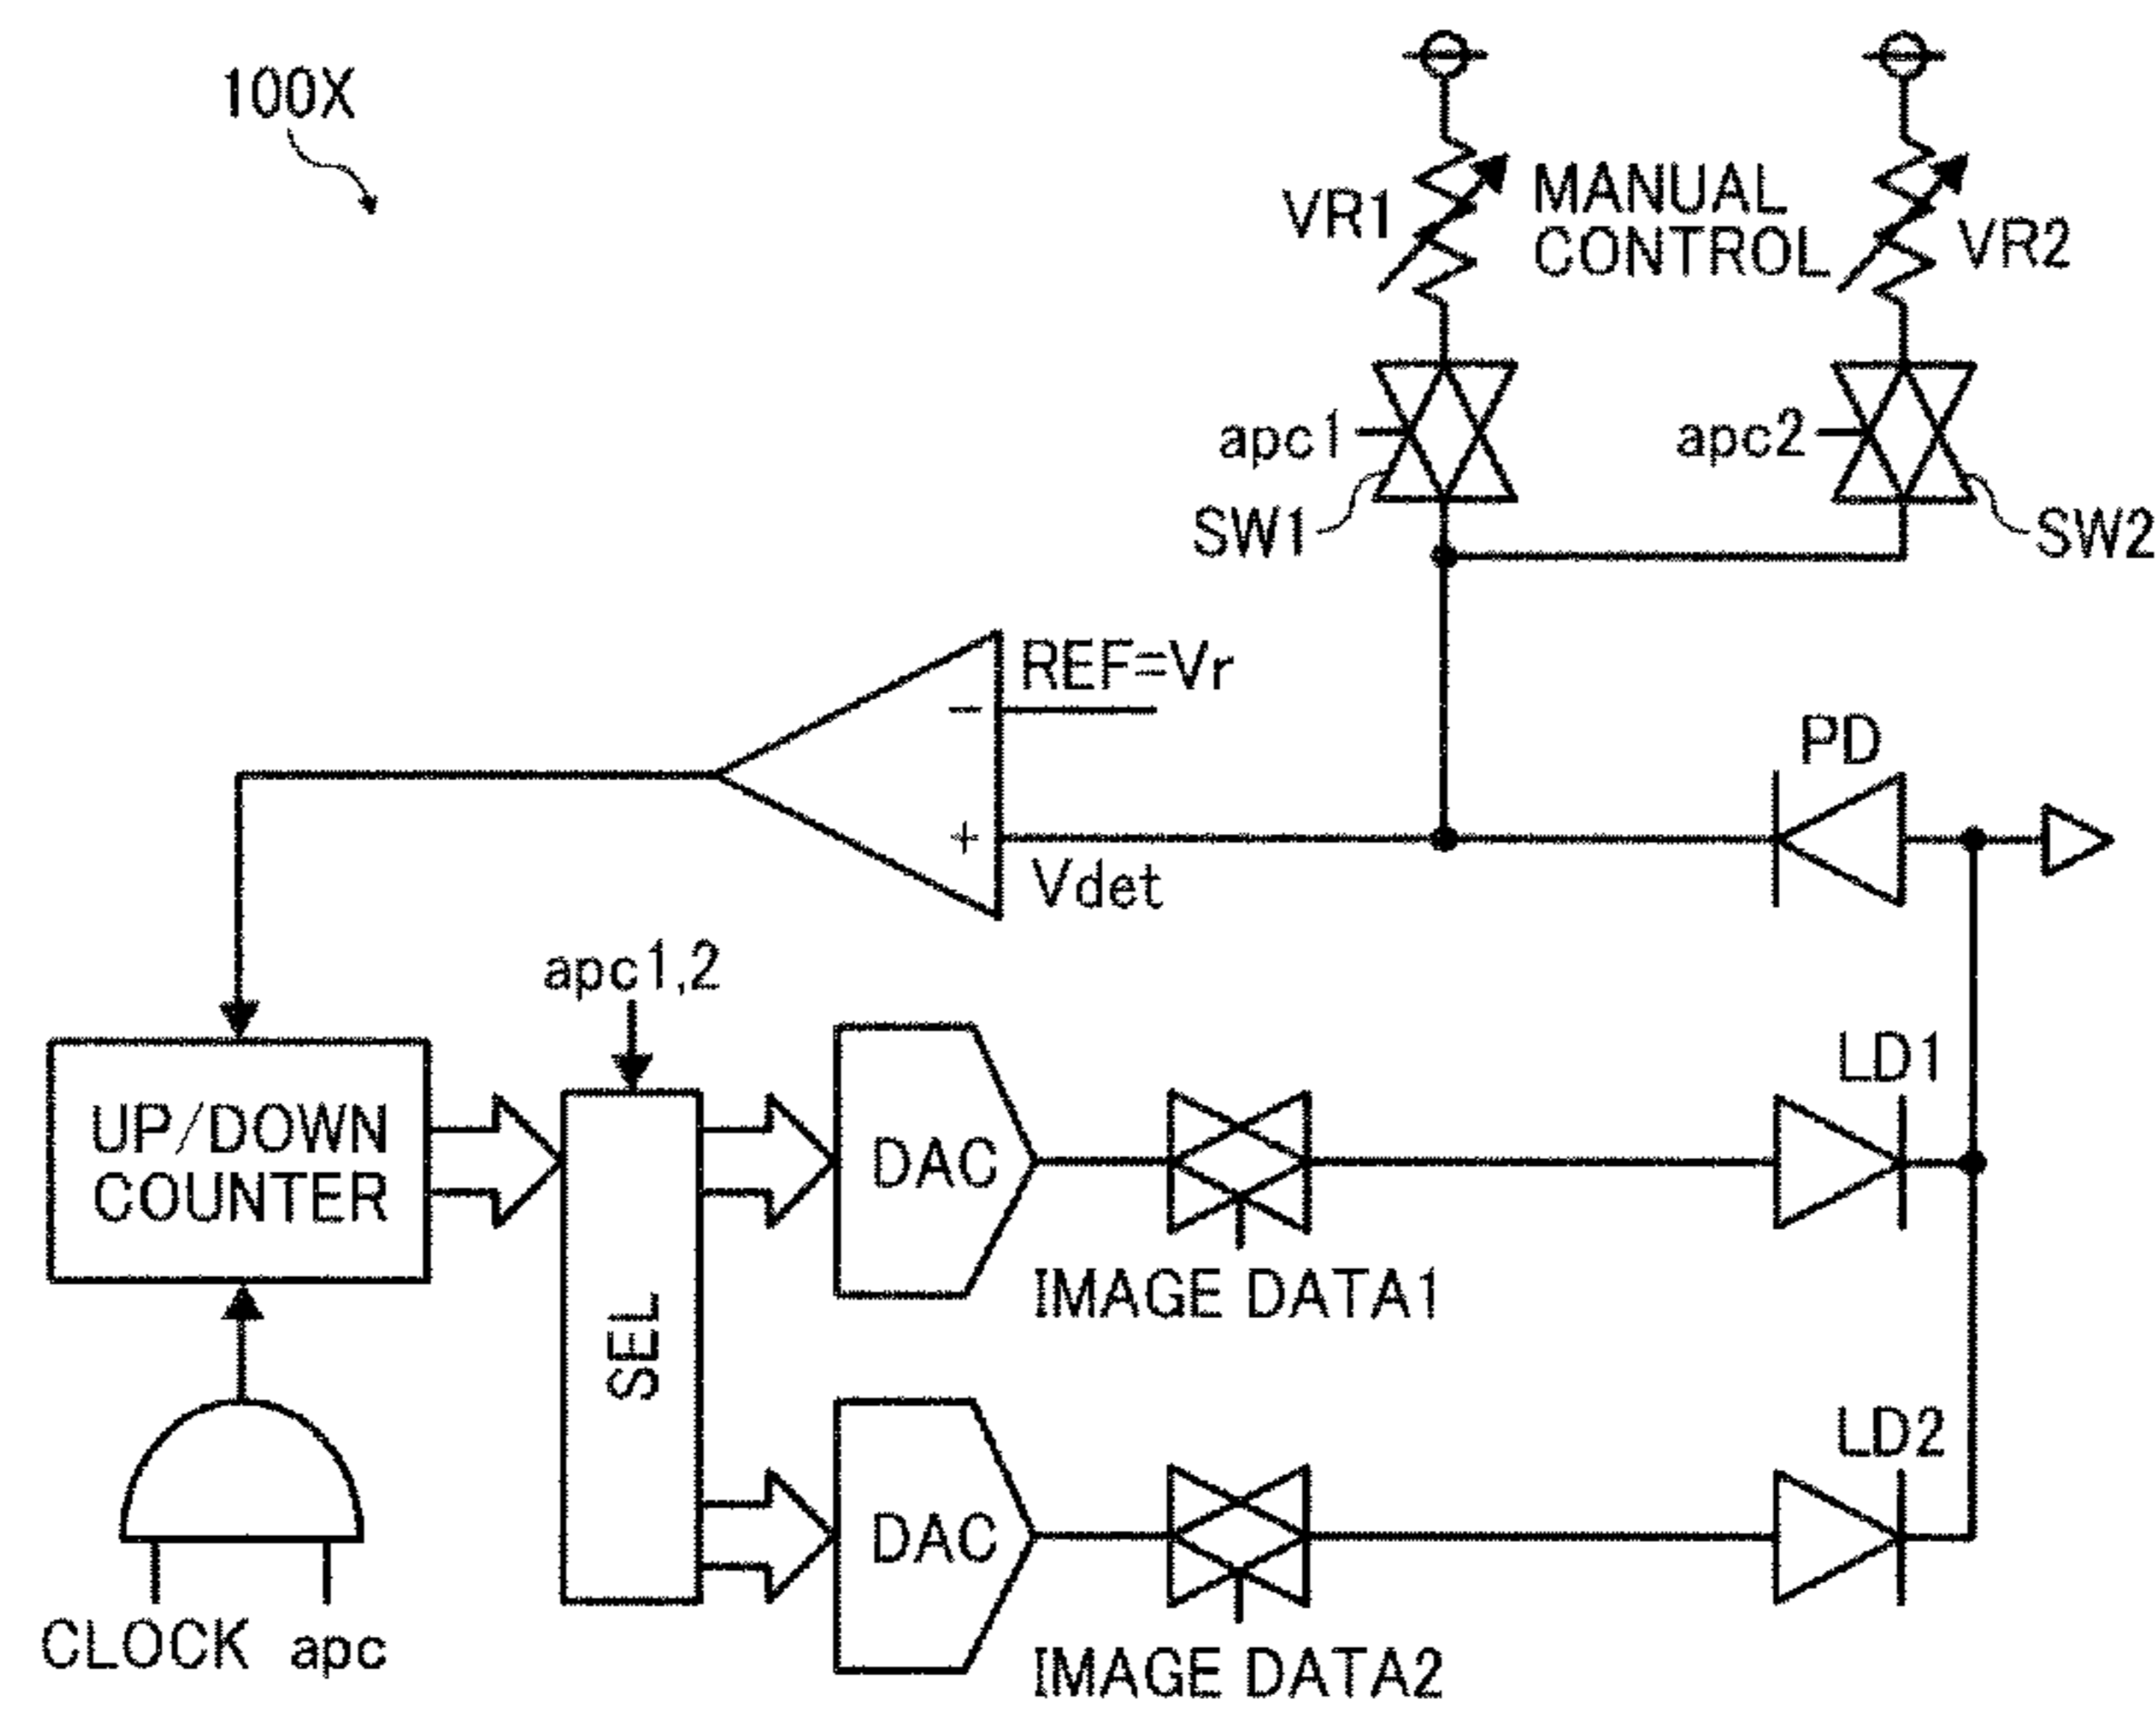 100X
VR1
MANUAL
CONTROL
VR2
apc1
apc2
SW1
SW2
REF=Vr
-
PD
+
Vdet
apc1,2
LD1
UP/DOWN
COUNTER
DAC
IMAGE DATA1
SEL
LD2
DAC
CLOCK apc
IMAGE DATA2